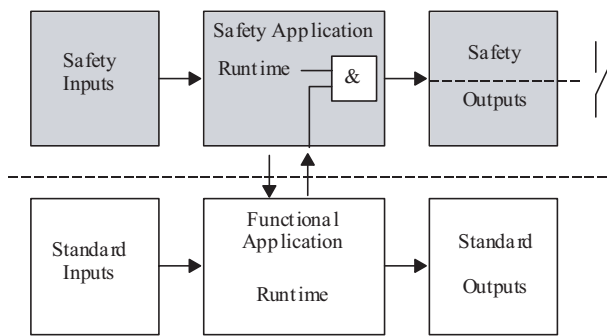 Safety
Inputs
Safety Application
Runtime
&
Safety
Outputs
Standard
Inputs
Functional
Application
Runtime
Standard
Outputs